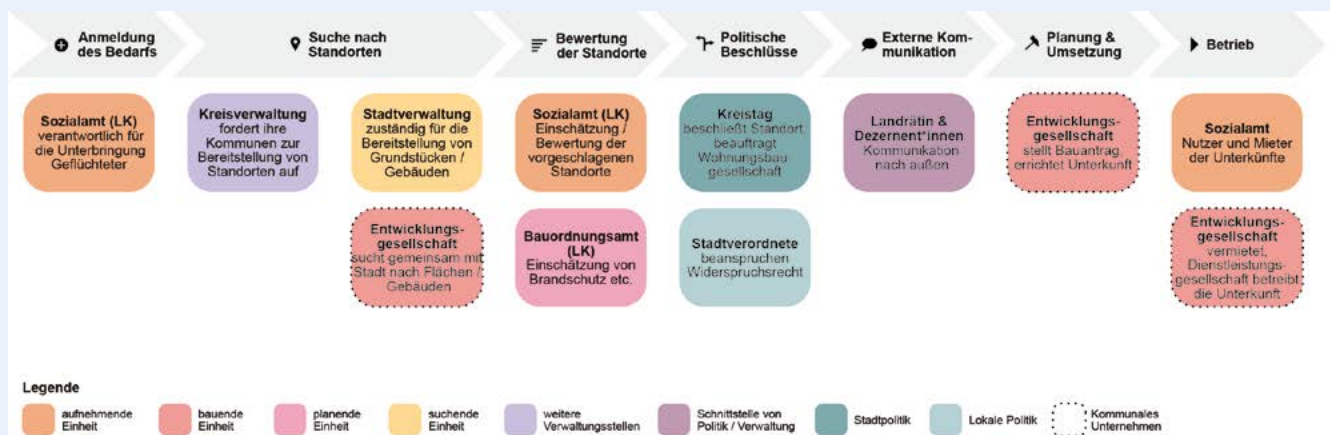 Anmeldung
des Bedarfs
Suche nach
Standorten
Bewertung
der Standorte
Politische
Beschlüsse
Externe Kom-
munikation
Planung &
Umsetzung
Betrieb
Sozialamt (LK)
verantwortlich für
die Unterbringung
Geflüchteter
Kreisverwaltung
fordert ihre
Kommunen zur
Bereitstellung von
Standorten auf
Stadtverwaltung
zuständig für die
Bereitstellung von
Grundstücken /
Gebäuden
Sozialamt (LK)
Einschätzung /
Bewertung der
vorgeschlagenen
Standorte
Kreistag
beschließt Standort,
beauftragt
Wohnungsbau
gesellschaft
Landrätin &
Dezernent*innen
Kommunikation
nach außen
Entwicklungs-
gesellschaft
stellt Bauantrag,
errichtet Unterkunft
Sozialamt
Nutzer und Mieter
der Unterkünfte
Entwicklungs-
gesellschaft
sucht gemeinsam mit
Stadt nach Flächen /
Gebäuden
Bauordnungsamt
(LK)
Einschätzung von
Brandschutz etc.
Stadtverordnete
beanspruchen
Widerspruchsrecht
Entwicklungs-
gesellschaft
vermietet,
Dienstleistungs-
gesellschaft betreibt
die Unterkunft
Legende
aufnehmende
Einheit
bauende
Einheit
planende
Einheit
suchende
Einheit
weitere
Verwaltungsstellen
Schnittstelle von
Politik / Verwaltung
Stadtpolitik
Lokale Politik
Kommunales
Unternehmen